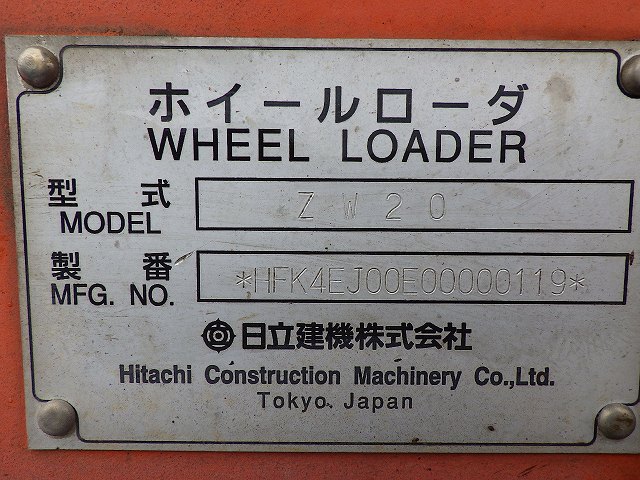 ホイールローダ
WHEEL LOADER
型式 ZW20
MODEL
製番 *HFK4EJ00E00000119*
MFG. NO.
日立建機株式会社
Hitachi Construction Machinery Co.,Ltd.
Tokyo Japan